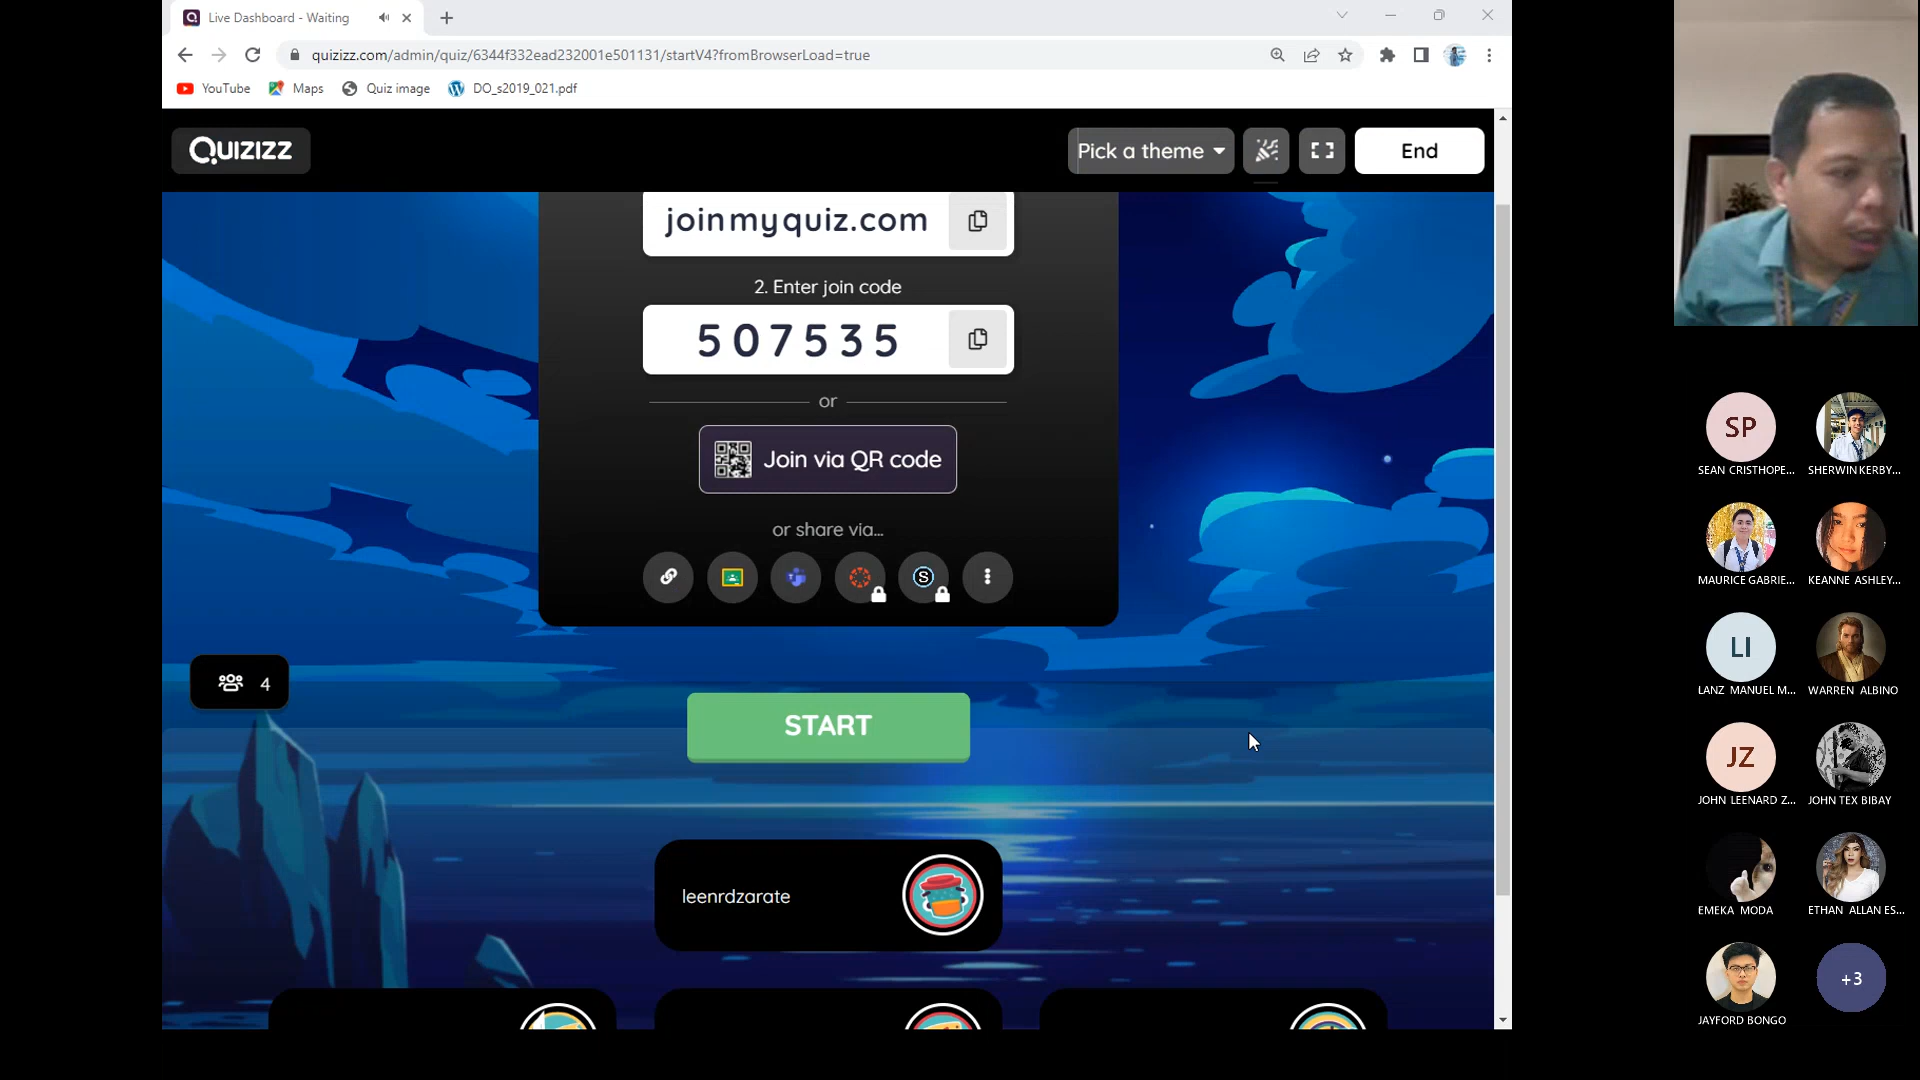 Live Dashboard - Waiting
quizizz.com/admin/quiz/6344f332ead232001e501131/startV4?fromBrowserLoad=true
YouTube
Maps
Quiz image
DO_s2019_021.pdf
QUIZIZZ
Pick a theme
End
joinmyquiz.com
2. Enter join code
507535
or
Join via QR code
or share via...
S
4
START
leenrdzarate
SP
SEAN CRISTHOPE...
SHERWIN KERBY...
MAURICE GABRIE...
KEANNE ASHLEY...
LI
LANZ MANUEL M...
WARREN ALBINO
JZ
JOHN LEENARD Z...
JOHN TEX BIBAY
EMEKA MODA
ETHAN ALLAN ES...
JAYFORD BONGO
+3